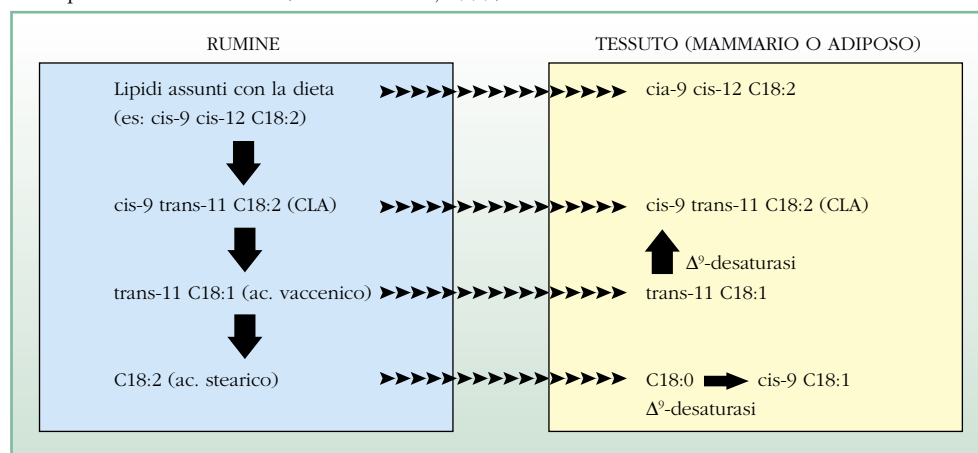 RUMINE
TESSUTO (MAMMARIO O ADIPOSO)
Lipidi assunti con la dieta
(es: cis-9 cis-12 C18:2)
cia-9 cis-12 C18:2
cis-9 trans-11 C18:2 (CLA)
cis-9 trans-11 C18:2 (CLA)
Δ⁹-desaturasi
trans-11 C18:1 (ac. vaccenico)
trans-11 C18:1
C18:2 (ac. stearico)
C18:0
cis-9 C18:1
Δ⁹-desaturasi